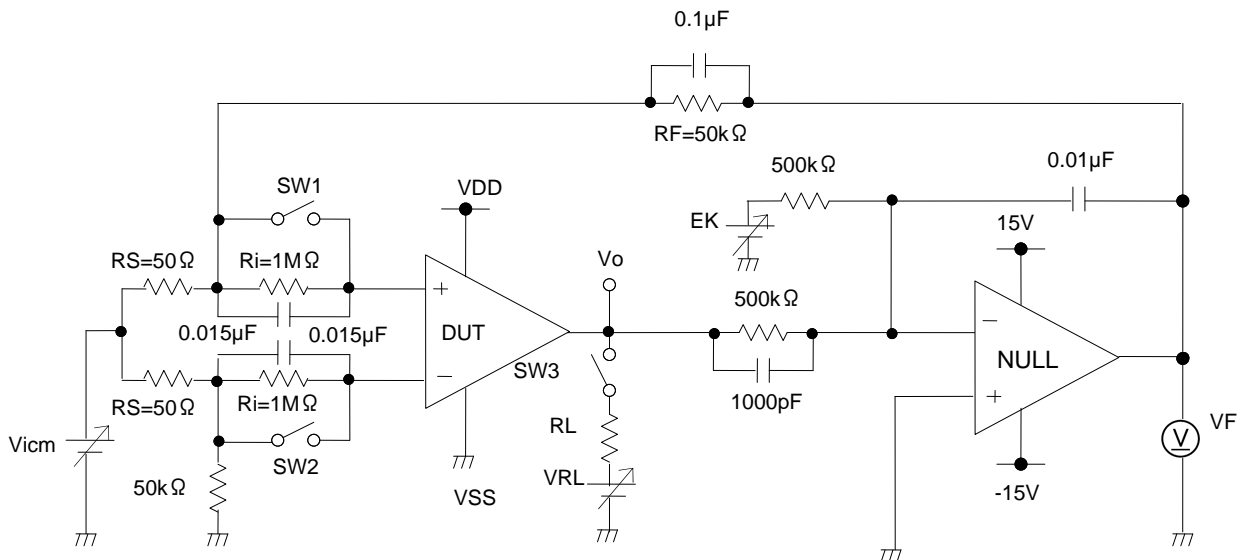 0.1µF
RF=50kΩ
500kΩ
0.01µF
SW1
VDD
EK
15V
RS=50Ω
Ri=1MΩ
Vo
500kΩ
+
0.015µF
0.015µF
DUT
−
NULL
−
SW3
+
RS=50Ω
Ri=1MΩ
1000pF
RL
V
VF
Vicm
SW2
50kΩ
VSS
VRL
-15V